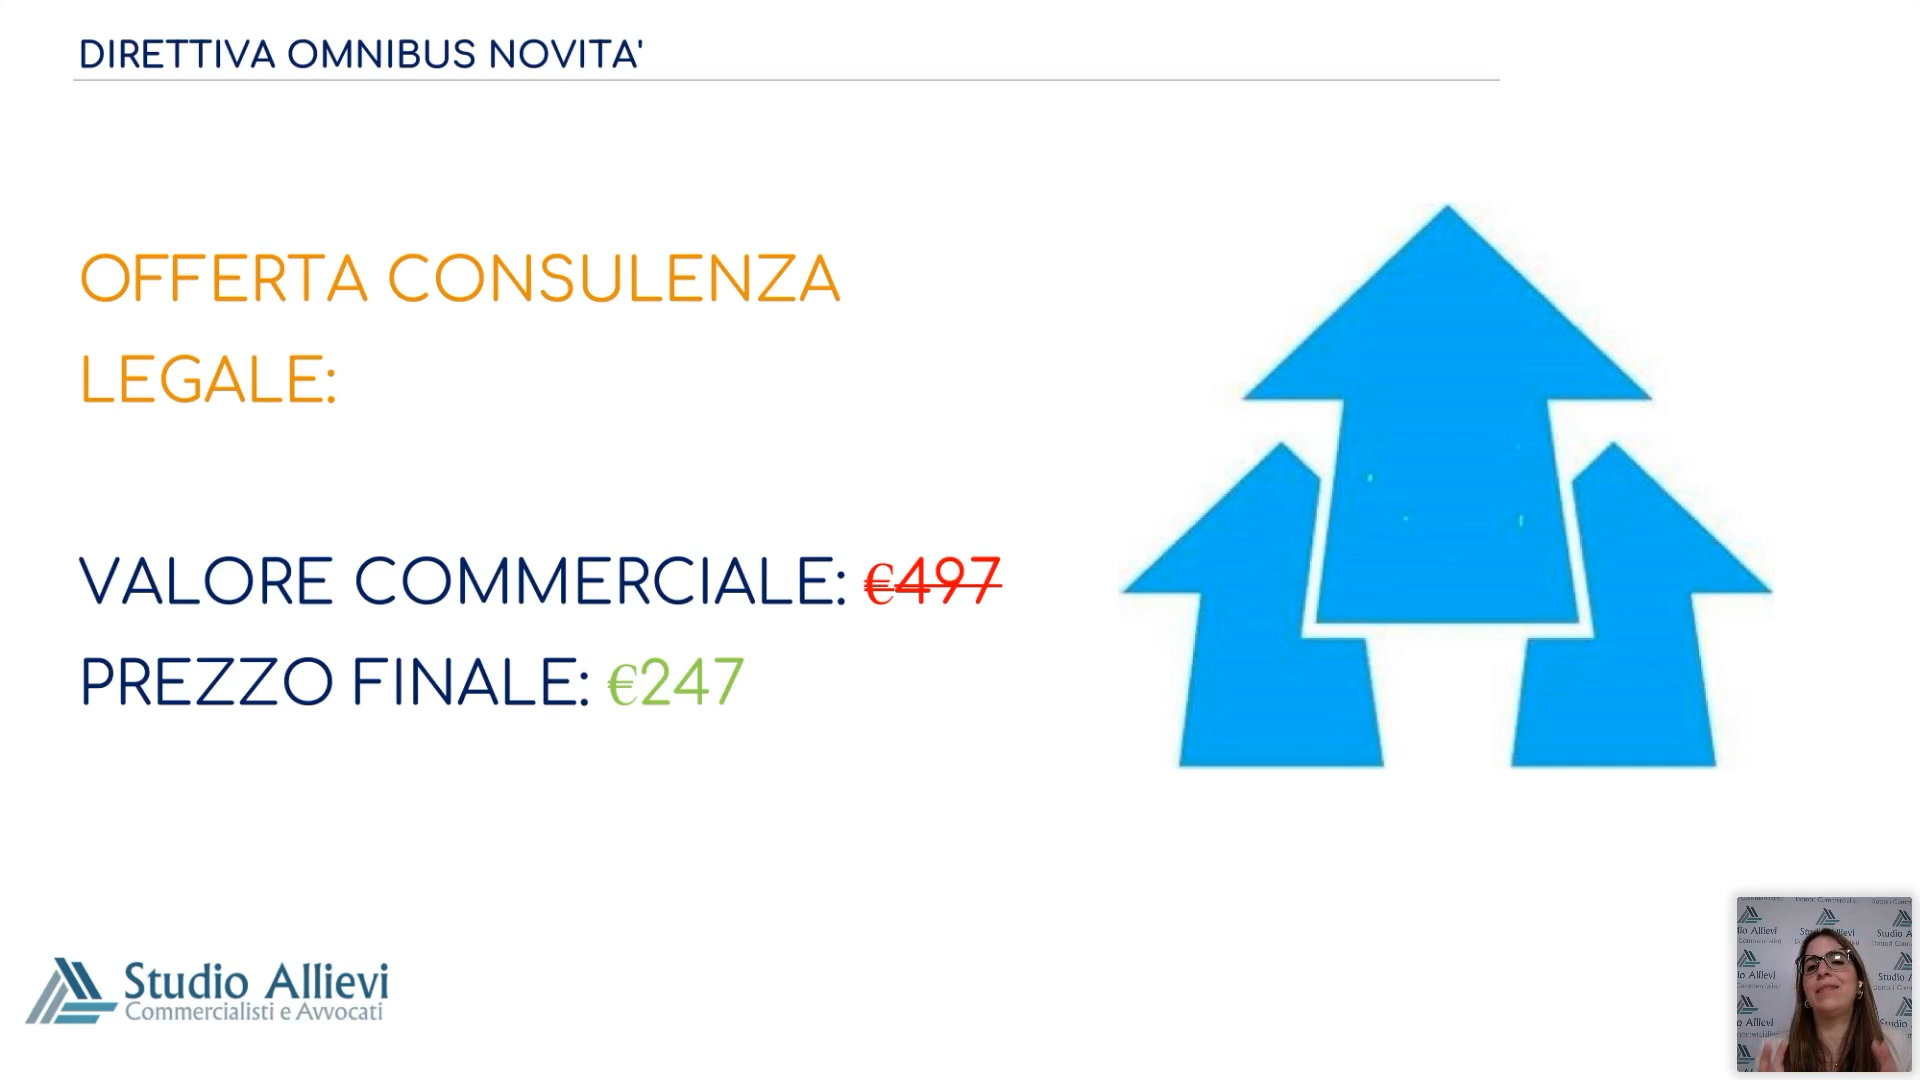 DIRETTIVA OMNIBUS NOVITA'
OFFERTA CONSULENZA
LEGALE:
VALORE COMMERCIALE: €497
PREZZO FINALE: €247
Studio Allievi
Commercialisti e Avvocati